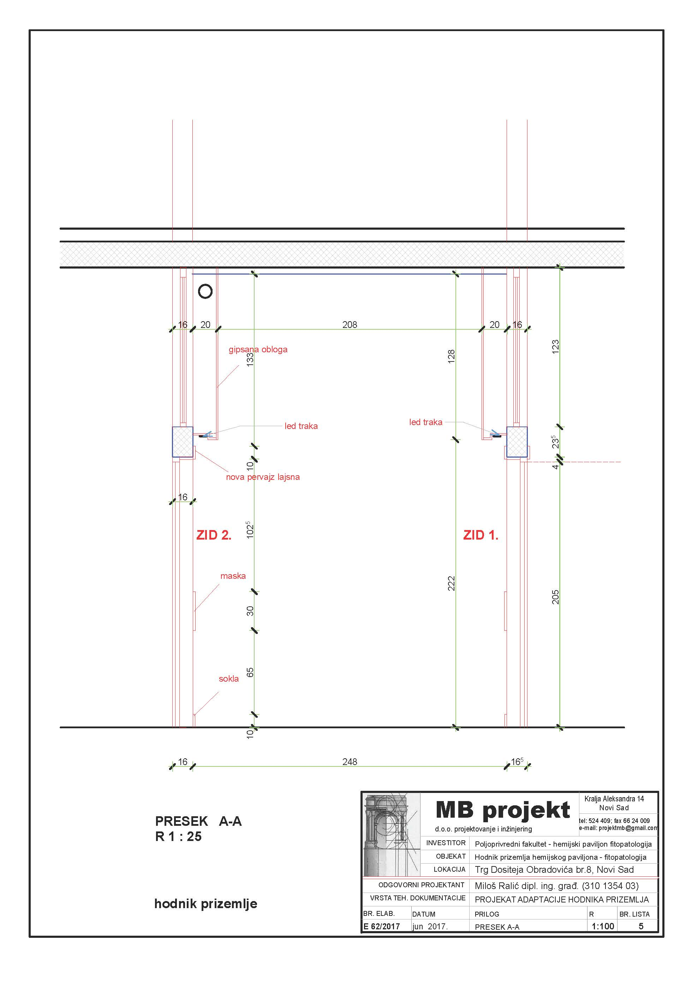 16
20
208
20
16
gipsana obloga
133
128
123
led traka
led traka
23⁵
10
4
nova pervajz lajsna
16
ZID 2.
102⁵
ZID 1.
maska
222
205
30
65
sokla
10
16
248
16⁵
PRESEK A-A
R 1 : 25
hodnik prizemlje
MB projekt
d.o.o. projektovanje i inžinjering
Kralja Aleksandra 14
Novi Sad
tel: 524 409; fax 66 24 009
e-mail: projektmb@gmail.com
INVESTITOR Poljoprivredni fakultet - hemijski paviljon fitopatologija
OBJEKAT Hodnik prizemlja hemijskog paviljona - fitopatologija
LOKACIJA Trg Dositeja Obradovića br.8, Novi Sad
ODGOVORNI PROJEKTANT Miloš Ralić dipl. ing. građ. (310 1354 03)
VRSTA TEH. DOKUMENTACIJE PROJEKAT ADAPTACIJE HODNIKA PRIZEMLJA
BR. ELAB. DATUM PRILOG R BR. LISTA
E 62/2017 jun 2017. PRESEK A-A 1:100 5